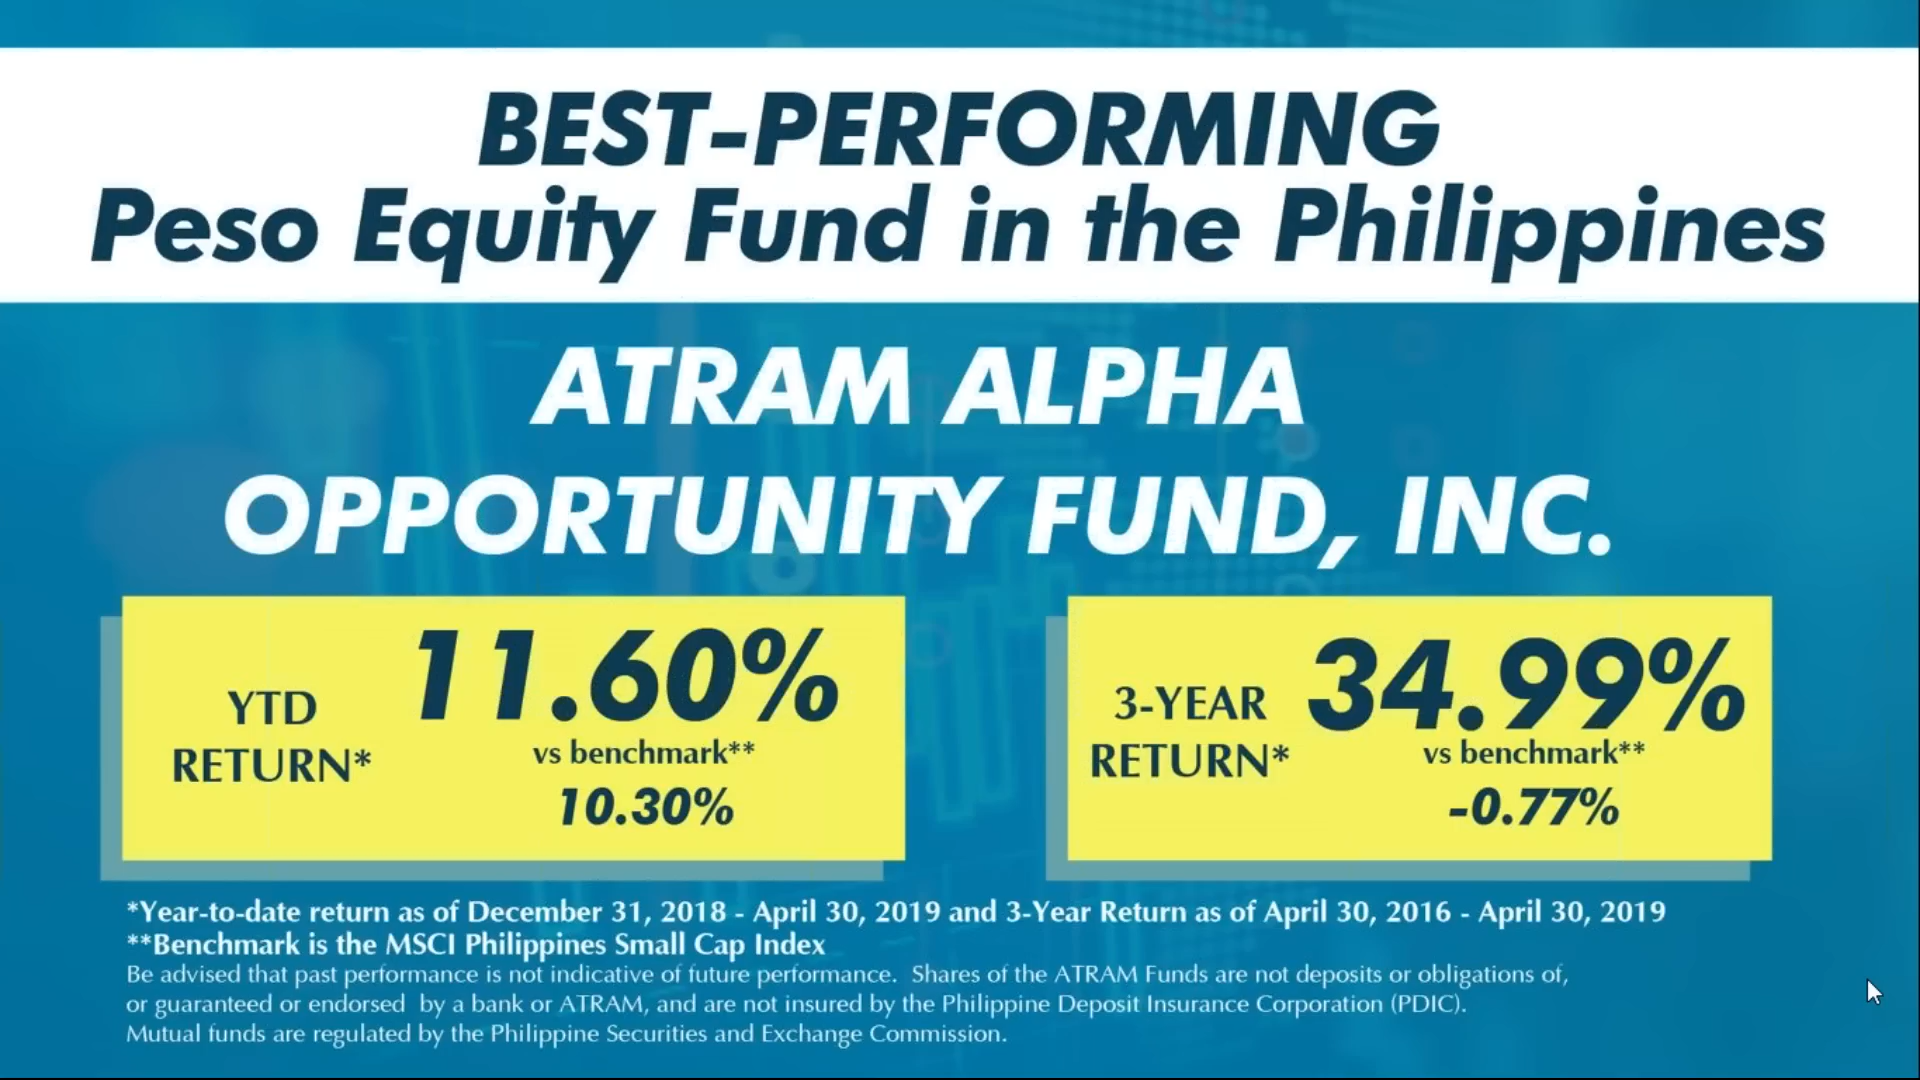 BEST-PERFORMING
Peso Equity Fund in the Philippines
ATRAM ALPHA
OPPORTUNITY FUND, INC.
YTD
RETURN*
11.60%
vs benchmark**
10.30%
3-YEAR
RETURN*
34.99%
vs benchmark**
-0.77%
*Year-to-date return as of December 31, 2018 - April 30, 2019 and 3-Year Return as of April 30, 2016 - April 30, 2019
**Benchmark is the MSCI Philippines Small Cap Index
Be advised that past performance is not indicative of future performance. Shares of the ATRAM Funds are not deposits or obligations of,
or guaranteed or endorsed by a bank or ATRAM, and are not insured by the Philippine Deposit Insurance Corporation (PDIC).
Mutual funds are regulated by the Philippine Securities and Exchange Commission.